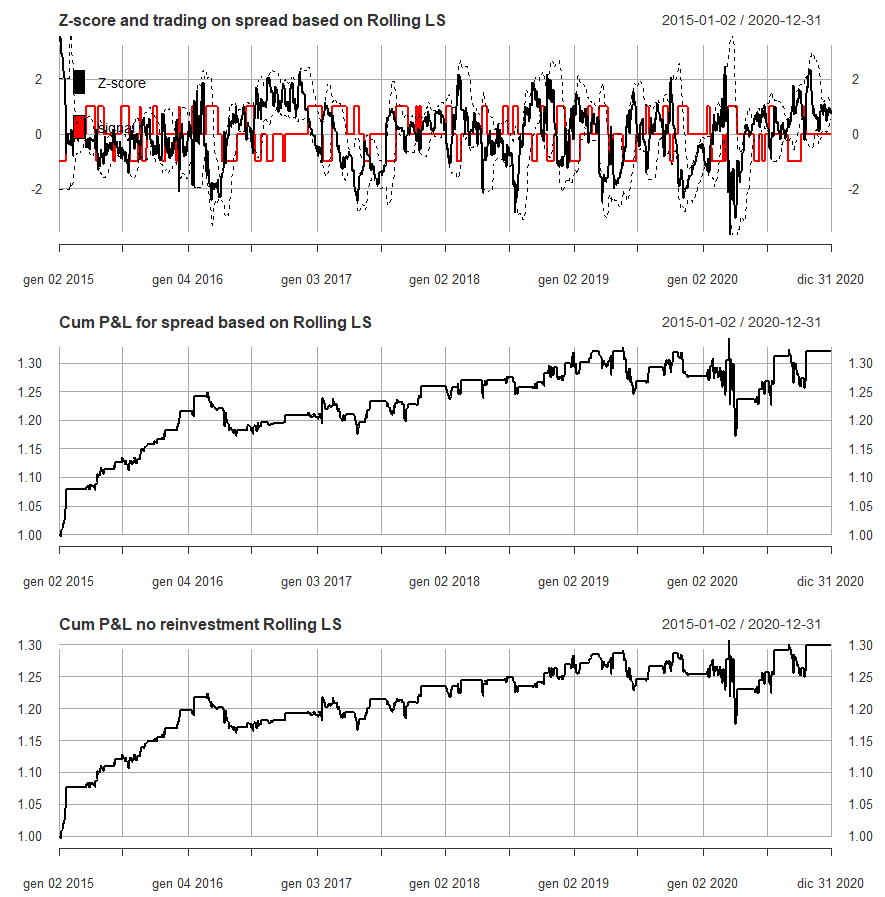 Z-score and trading on spread based on Rolling LS 2015-01-02 / 2020-12-31
2 2
Z-score
signal
0 0
-2 -2
gen 02 2015 gen 04 2016 gen 03 2017 gen 02 2018 gen 02 2019 gen 02 2020 dic 31 2020
Cum P&L for spread based on Rolling LS 2015-01-02 / 2020-12-31
1.30 1.30
1.25 1.25
1.20 1.20
1.15 1.15
1.10 1.10
1.05 1.05
1.00 1.00
gen 02 2015 gen 04 2016 gen 03 2017 gen 02 2018 gen 02 2019 gen 02 2020 dic 31 2020
Cum P&L no reinvestment Rolling LS 2015-01-02 / 2020-12-31
1.30 1.30
1.25 1.25
1.20 1.20
1.15 1.15
1.10 1.10
1.05 1.05
1.00 1.00
gen 02 2015 gen 04 2016 gen 03 2017 gen 02 2018 gen 02 2019 gen 02 2020 dic 31 2020